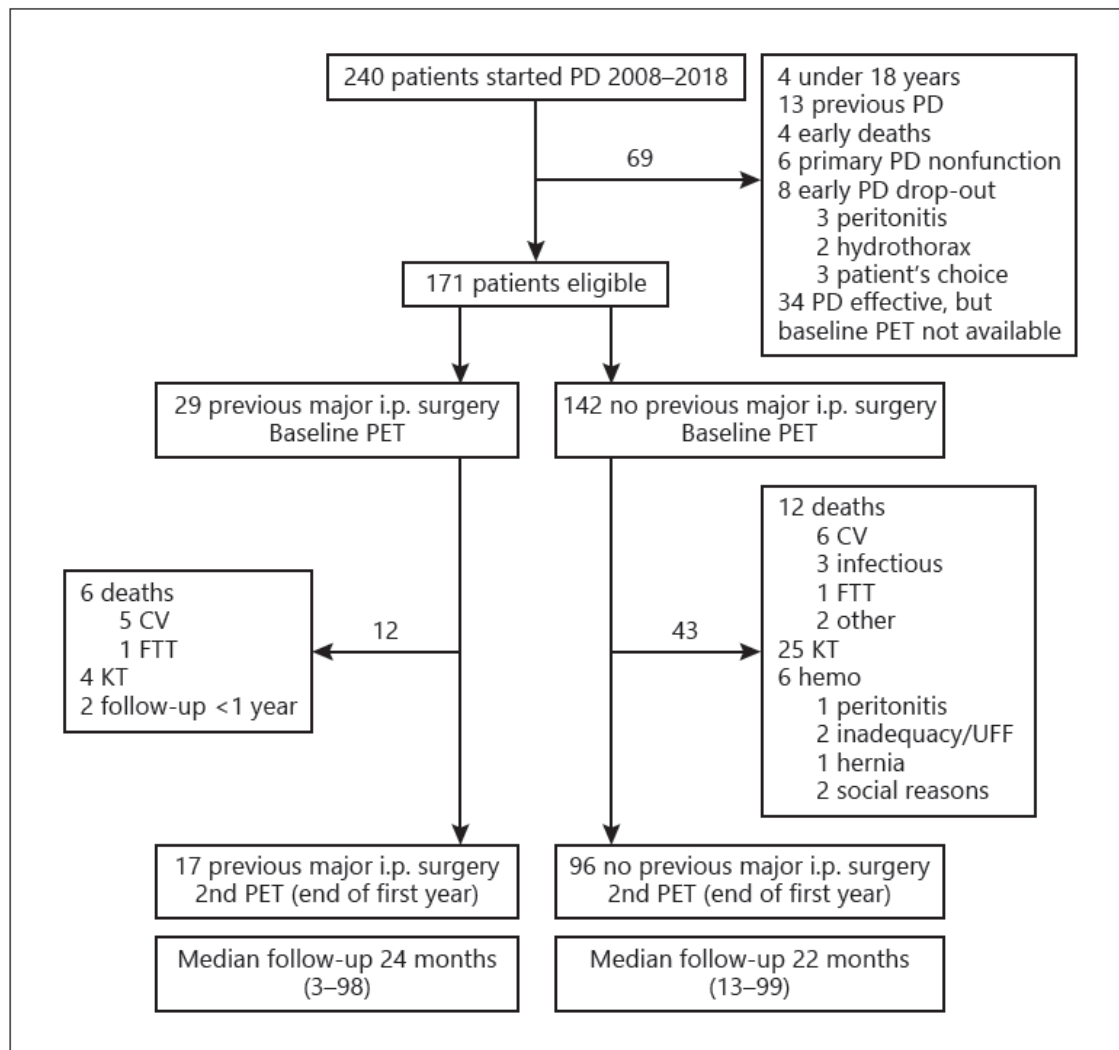 240 patients started PD 2008–2018
4 under 18 years
13 previous PD
4 early deaths
6 primary PD nonfunction
8 early PD drop-out
3 peritonitis
2 hydrothorax
3 patient's choice
34 PD effective, but
baseline PET not available
69
171 patients eligible
29 previous major i.p. surgery
Baseline PET
142 no previous major i.p. surgery
Baseline PET
6 deaths
5 CV
1 FTT
4 KT
2 follow-up <1 year
12
43
12 deaths
6 CV
3 infectious
1 FTT
2 other
25 KT
6 hemo
1 peritonitis
2 inadequacy/UFF
1 hernia
2 social reasons
17 previous major i.p. surgery
2nd PET (end of first year)
96 no previous major i.p. surgery
2nd PET (end of first year)
Median follow-up 24 months
(3–98)
Median follow-up 22 months
(13–99)